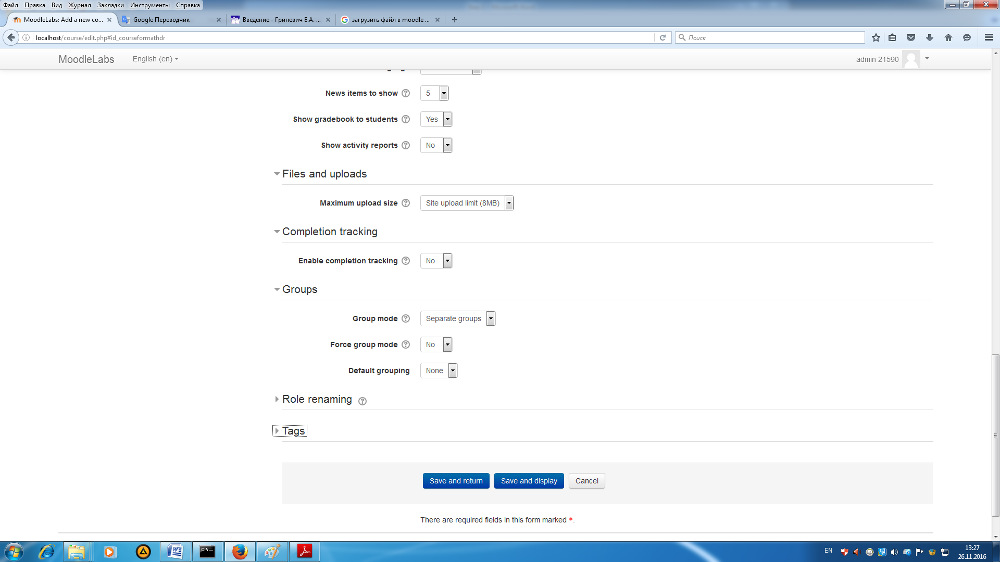 Файл Правка Вид Журнал Закладки Инструменты Справка
MoodleLabs: Add a new co... Google Переводчик Введение - Гриневич Е.А. ... загрузить файл в moodle ...
localhost/course/edit.php#id_courseformathdr Поиск
MoodleLabs English (en) admin 21590
News items to show 5
Show gradebook to students Yes
Show activity reports No
Files and uploads
Maximum upload size Site upload limit (8MB)
Completion tracking
Enable completion tracking No
Groups
Group mode Separate groups
Force group mode No
Default grouping None
Role renaming
Tags
Save and return Save and display Cancel
There are required fields in this form marked *.
EN 13:27
26.11.2016